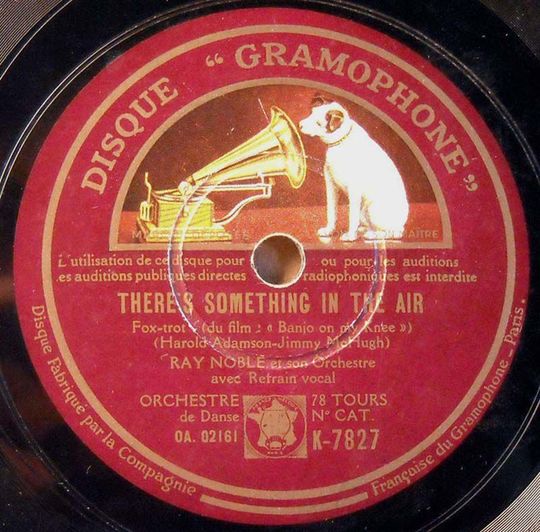 DISQUE “GRAMOPHONE”
L'utilisation de ce disque pour ou pour les auditions
les auditions publiques directes radiophoniques est interdite
THERE'S SOMETHING IN THE AIR
Fox-trot (du film : « Banjo on my Knee »)
(Harold Adamson-Jimmy McHugh)
RAY NOBLE et son Orchestre
avec Refrain vocal
ORCHESTRE 78 TOURS
de Danse Nº CAT.
OA. 02161 K-7827
Disque Fabriqué par la Compagnie Française du Gramophone _ Paris.